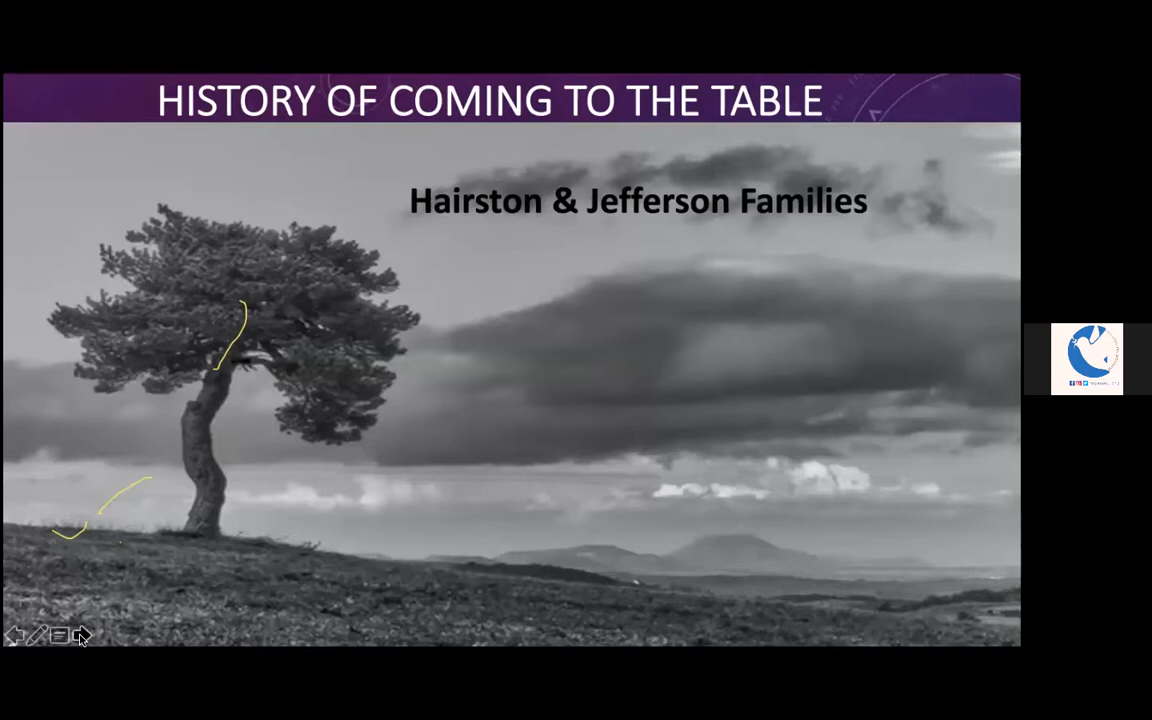 HISTORY OF COMING TO THE TABLE
Hairston & Jefferson Families